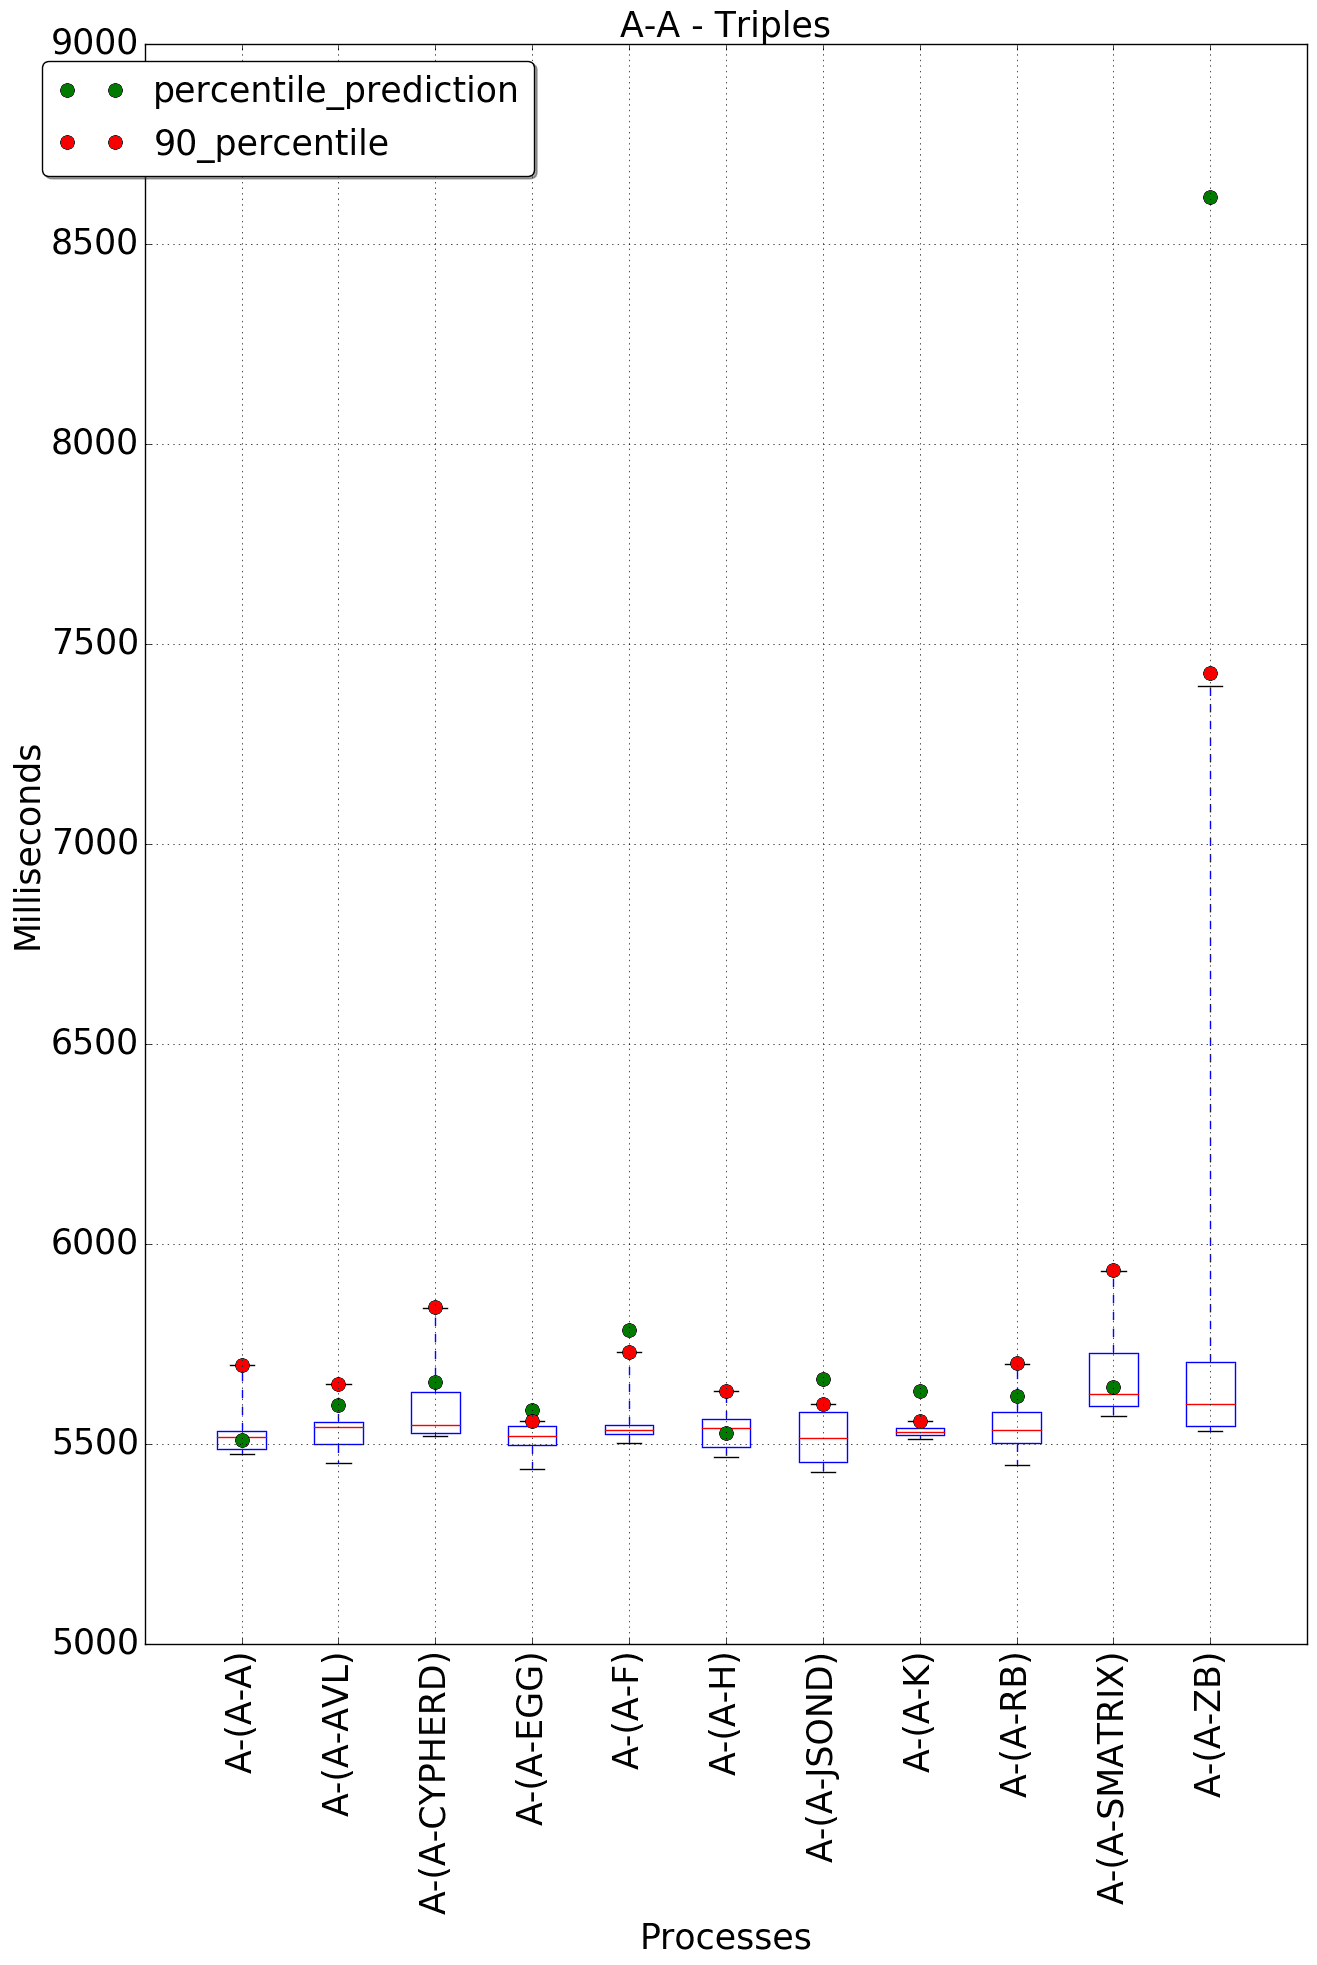 A-A - Triples
percentile_prediction
90_percentile
9000
8500
8000
7500
7000
6500
6000
5500
5000
Milliseconds
A-(A-A)
A-(A-AVL)
A-(A-CYPHERD)
A-(A-EGG)
A-(A-F)
A-(A-H)
A-(A-JSOND)
A-(A-K)
A-(A-RB)
A-(A-SMATRIX)
A-(A-ZB)
Processes